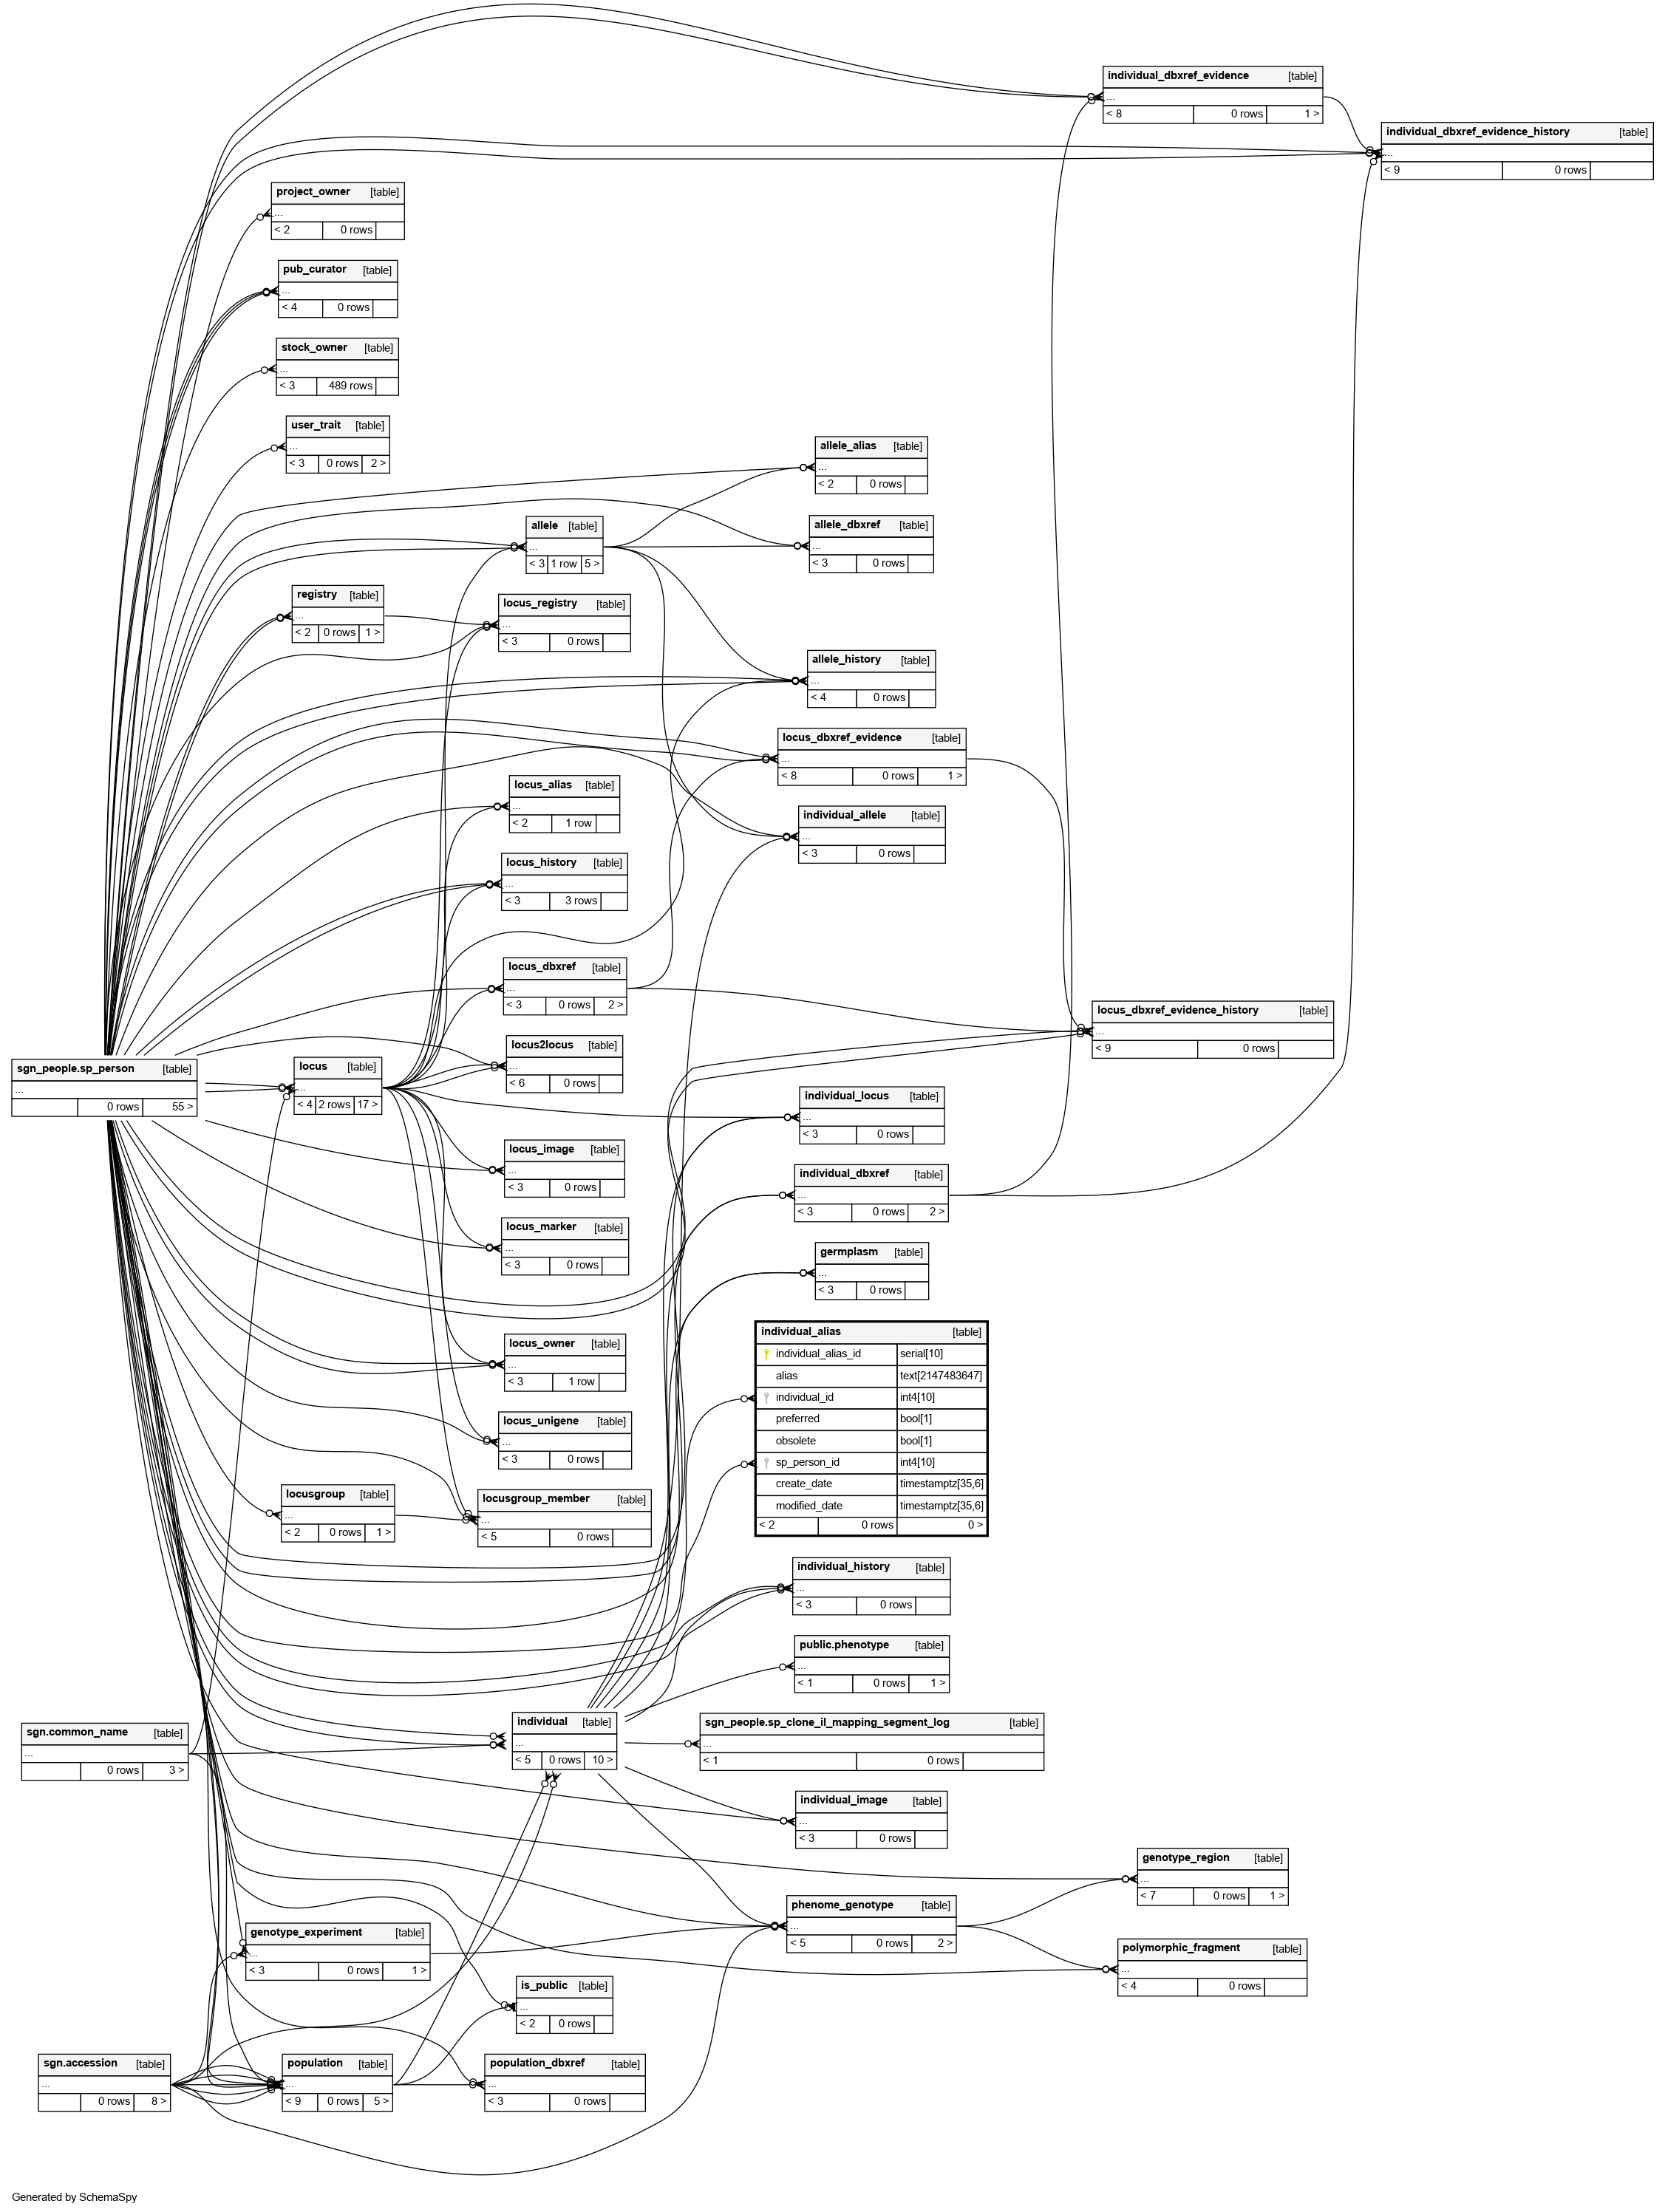 individual_dbxref_evidence [table]
...
< 8 0 rows 1 >
individual_dbxref_evidence_history [table]
...
< 9 0 rows
project_owner [table]
...
< 2 0 rows
pub_curator [table]
...
< 4 0 rows
stock_owner [table]
...
< 3 489 rows
user_trait [table]
...
< 3 0 rows 2 >
allele_alias [table]
...
< 2 0 rows
allele [table]
...
< 3 1 row 5 >
allele_dbxref [table]
...
< 3 0 rows
registry [table]
...
< 2 0 rows 1 >
locus_registry [table]
...
< 3 0 rows
allele_history [table]
...
< 4 0 rows
locus_dbxref_evidence [table]
...
< 8 0 rows 1 >
locus_alias [table]
...
< 2 1 row
individual_allele [table]
...
< 3 0 rows
locus_history [table]
...
< 3 3 rows
locus_dbxref [table]
...
< 3 0 rows 2 >
locus_dbxref_evidence_history [table]
...
< 9 0 rows
locus2locus [table]
...
< 6 0 rows
sgn_people.sp_person [table]
...
0 rows 55 >
locus [table]
...
< 4 2 rows 17 >
individual_locus [table]
...
< 3 0 rows
locus_image [table]
...
< 3 0 rows
individual_dbxref [table]
...
< 3 0 rows 2 >
locus_marker [table]
...
< 3 0 rows
germplasm [table]
...
< 3 0 rows
individual_alias [table]
individual_alias_id serial[10]
alias text[2147483647]
individual_id int4[10]
preferred bool[1]
obsolete bool[1]
sp_person_id int4[10]
create_date timestamptz[35,6]
modified_date timestamptz[35,6]
< 2 0 rows 0 >
locus_owner [table]
...
< 3 1 row
locus_unigene [table]
...
< 3 0 rows
locusgroup [table]
...
< 2 0 rows 1 >
locusgroup_member [table]
...
< 5 0 rows
individual_history [table]
...
< 3 0 rows
public.phenotype [table]
...
< 1 0 rows 1 >
individual [table]
...
< 5 0 rows 10 >
sgn_people.sp_clone_il_mapping_segment_log [table]
...
< 1 0 rows
sgn.common_name [table]
...
0 rows 3 >
individual_image [table]
...
< 3 0 rows
genotype_region [table]
...
< 7 0 rows 1 >
phenome_genotype [table]
...
< 5 0 rows 2 >
genotype_experiment [table]
...
< 3 0 rows 1 >
polymorphic_fragment [table]
...
< 4 0 rows
is_public [table]
...
< 2 0 rows
sgn.accession [table]
...
0 rows 8 >
population [table]
...
< 9 0 rows 5 >
population_dbxref [table]
...
< 3 0 rows
Generated by SchemaSpy